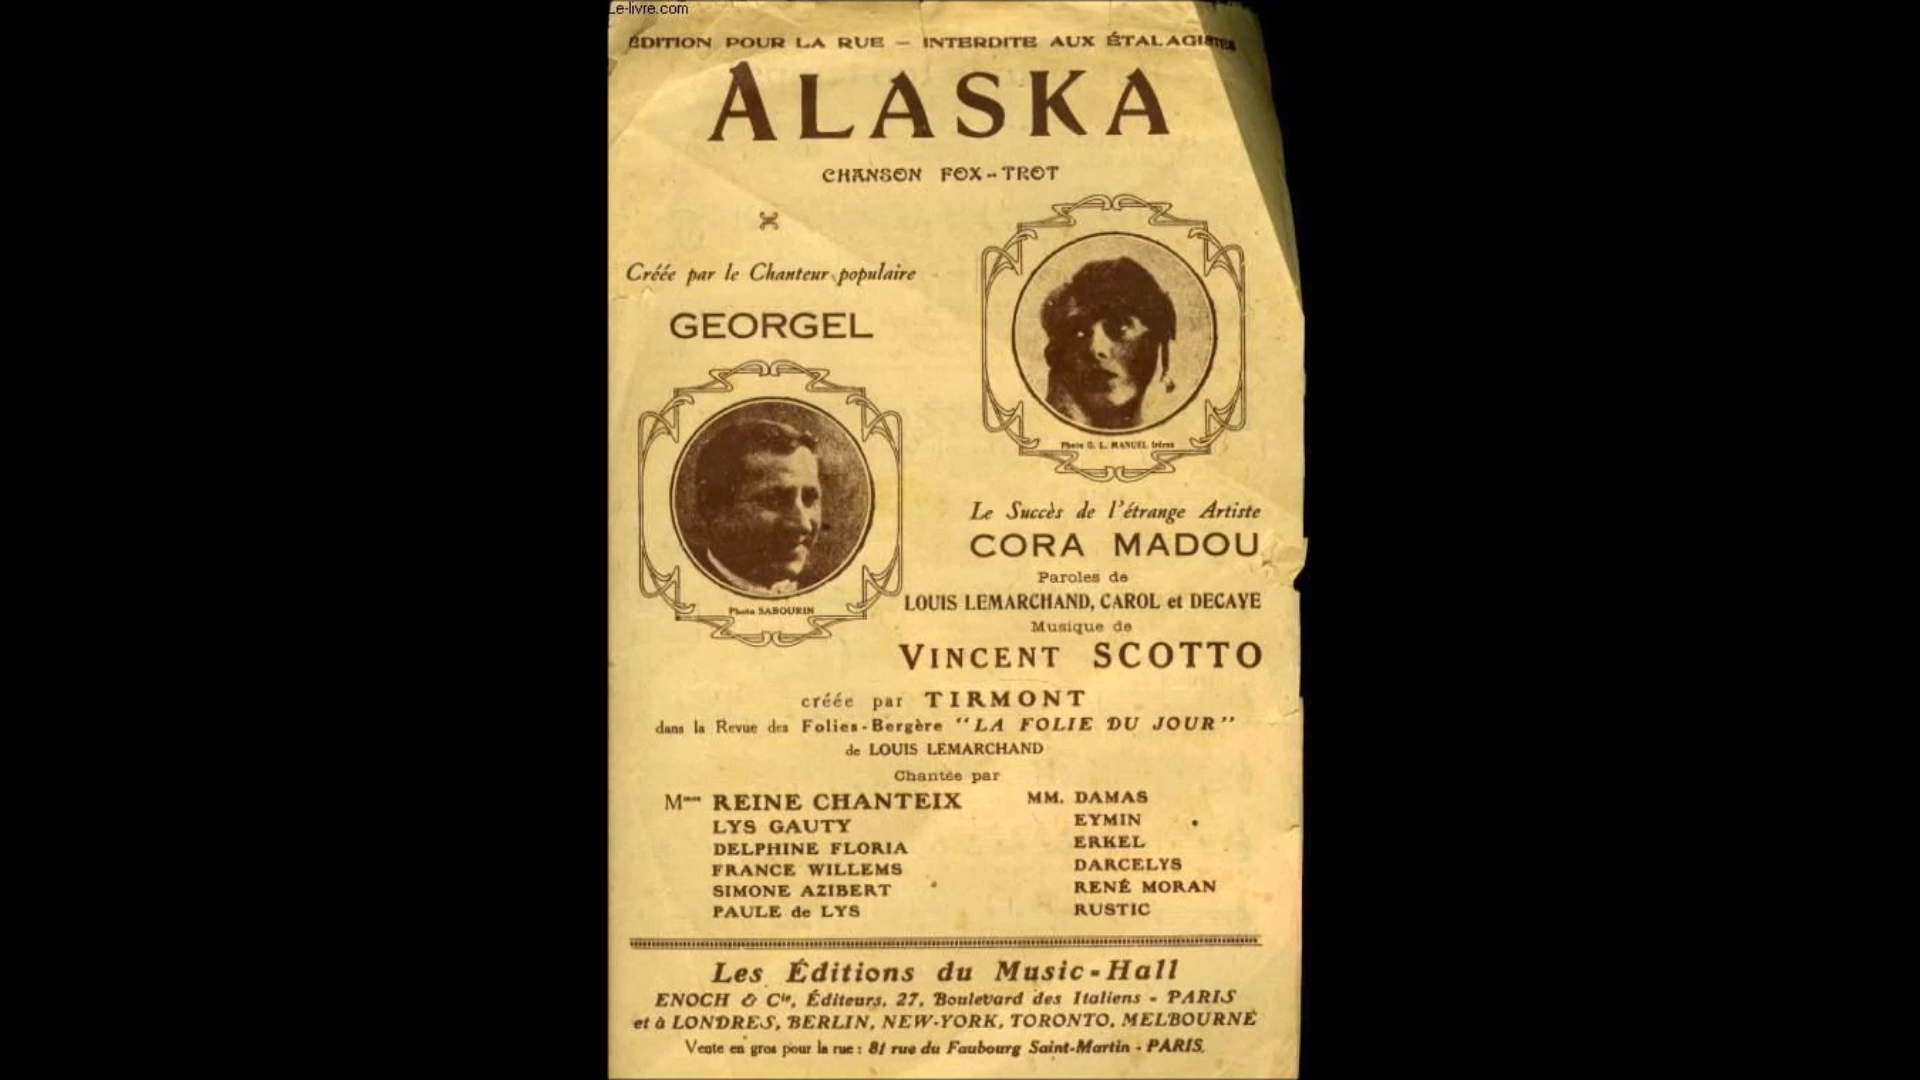 Le-livre.com
ÉDITION POUR LA RUE – INTERDITE AUX ÉTALAGISTES
ALASKA
CHANSON FOX-TROT
Créée par le Chanteur populaire
GEORGEL
Photo SABOURIN
Photo G. L. MANUEL frères
Le Succès de l'étrange Artiste
CORA MADOU
Paroles de
LOUIS LEMARCHAND, CAROL et DECAYE
Musique de
VINCENT SCOTTO
créée par TIRMONT
dans la Revue des Folies-Bergère "LA FOLIE DU JOUR"
de LOUIS LEMARCHAND
Chantée par
Mmes REINE CHANTEIX
LYS GAUTY
DELPHINE FLORIA
FRANCE WILLEMS
SIMONE AZIBERT
PAULE de LYS
MM. DAMAS
EYMIN
ERKEL
DARCELYS
RENÉ MORAN
RUSTIC
Les Éditions du Music-Hall
ENOCH & Cie, Éditeurs, 27, Boulevard des Italiens - PARIS
et à LONDRES, BERLIN, NEW-YORK, TORONTO, MELBOURNE
Vente en gros pour la rue : 81 rue du Faubourg Saint-Martin - PARIS.